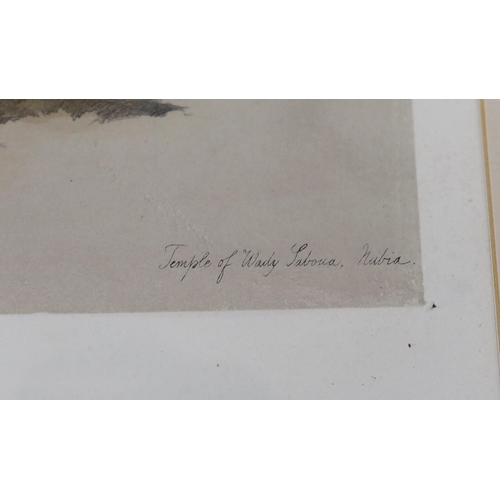 Temple of Wady Saboua, Nubia.